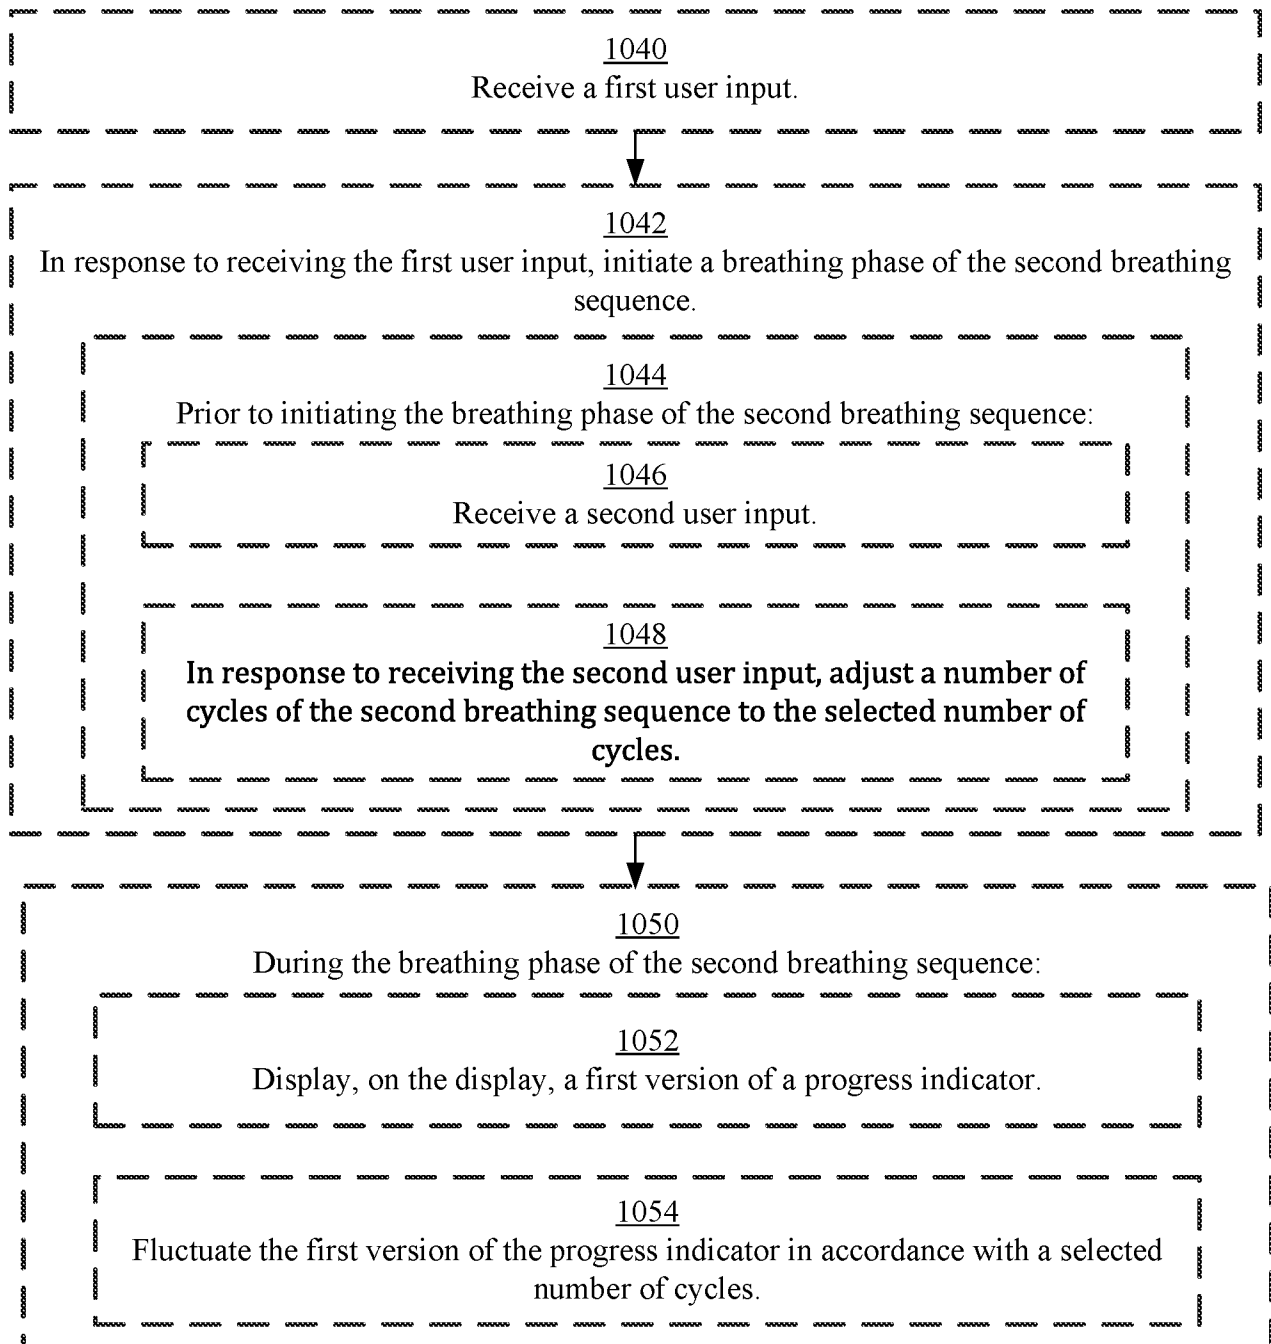 1040
Receive a first user input.
1042
In response to receiving the first user input, initiate a breathing phase of the second breathing
sequence.
1044
Prior to initiating the breathing phase of the second breathing sequence:
1046
Receive a second user input.
1048
In response to receiving the second user input, adjust a number of
cycles of the second breathing sequence to the selected number of
cycles.
1050
During the breathing phase of the second breathing sequence:
1052
Display, on the display, a first version of a progress indicator.
1054
Fluctuate the first version of the progress indicator in accordance with a selected
number of cycles.